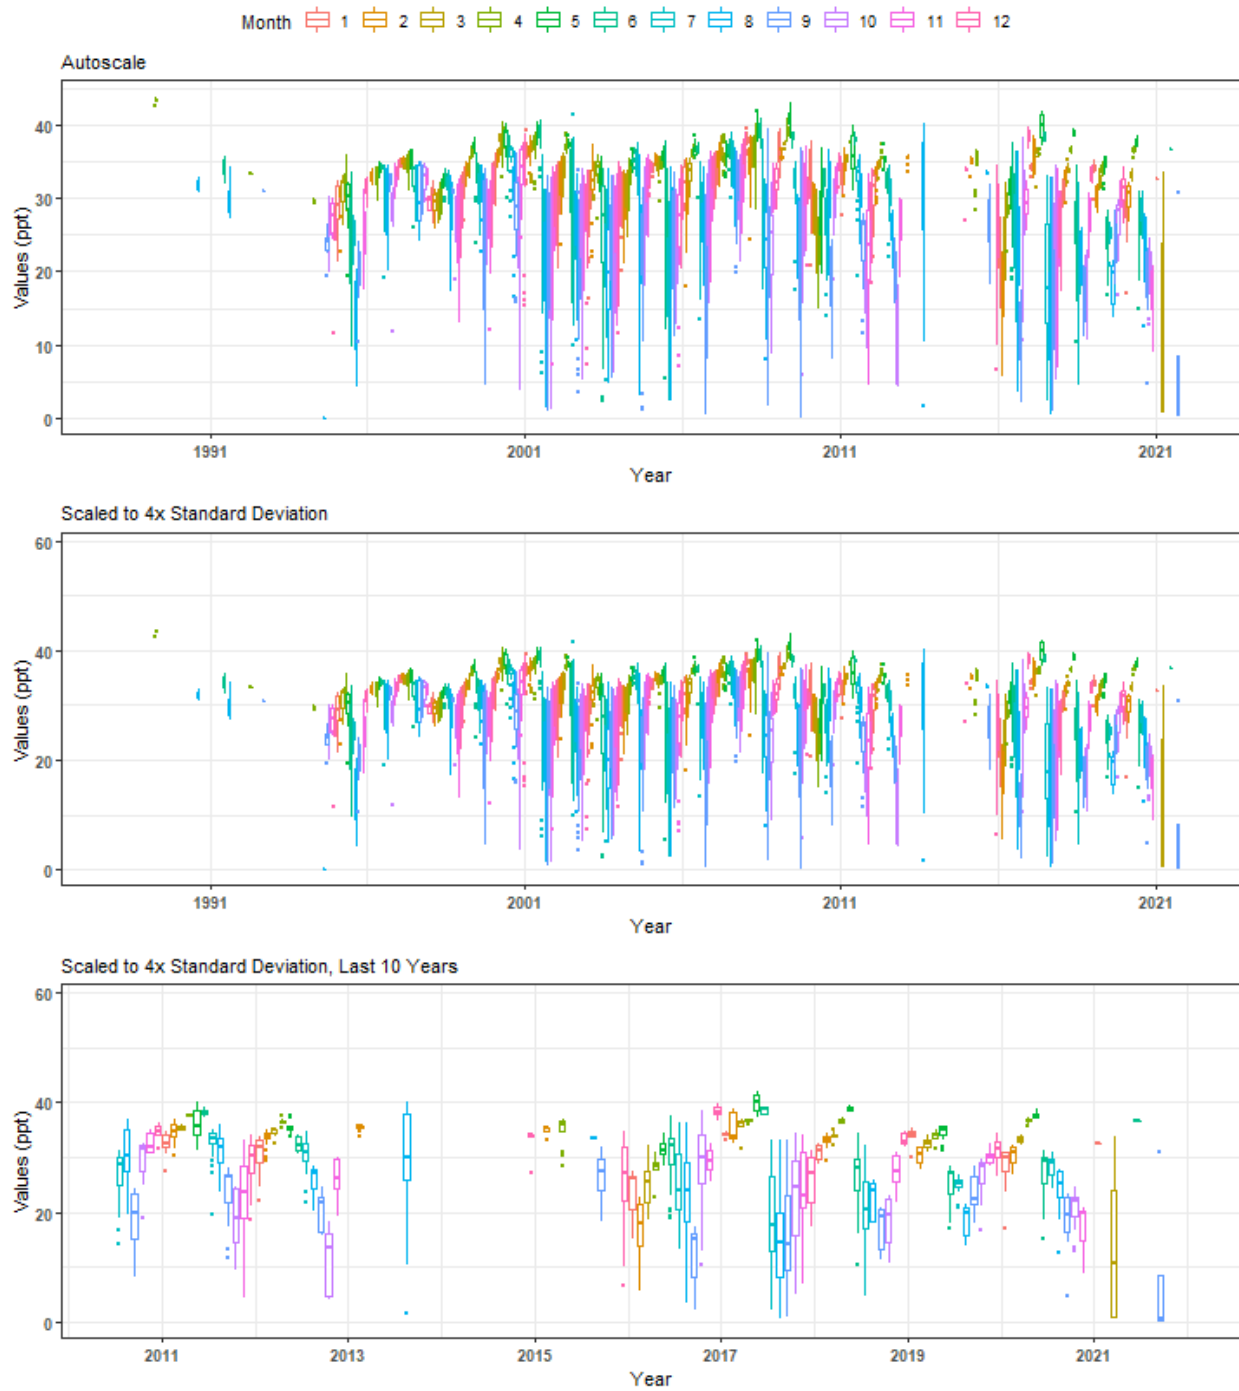 Month 1 2 3 4 5 6 7 8 9 10 11 12
Autoscale
Values (ppt)
40
30
20
10
0
1991 2001 2011 2021
Year
Scaled to 4x Standard Deviation
Values (ppt)
60
40
20
0
1991 2001 2011 2021
Year
Scaled to 4x Standard Deviation, Last 10 Years
Values (ppt)
60
40
20
0
2011 2013 2015 2017 2019 2021
Year